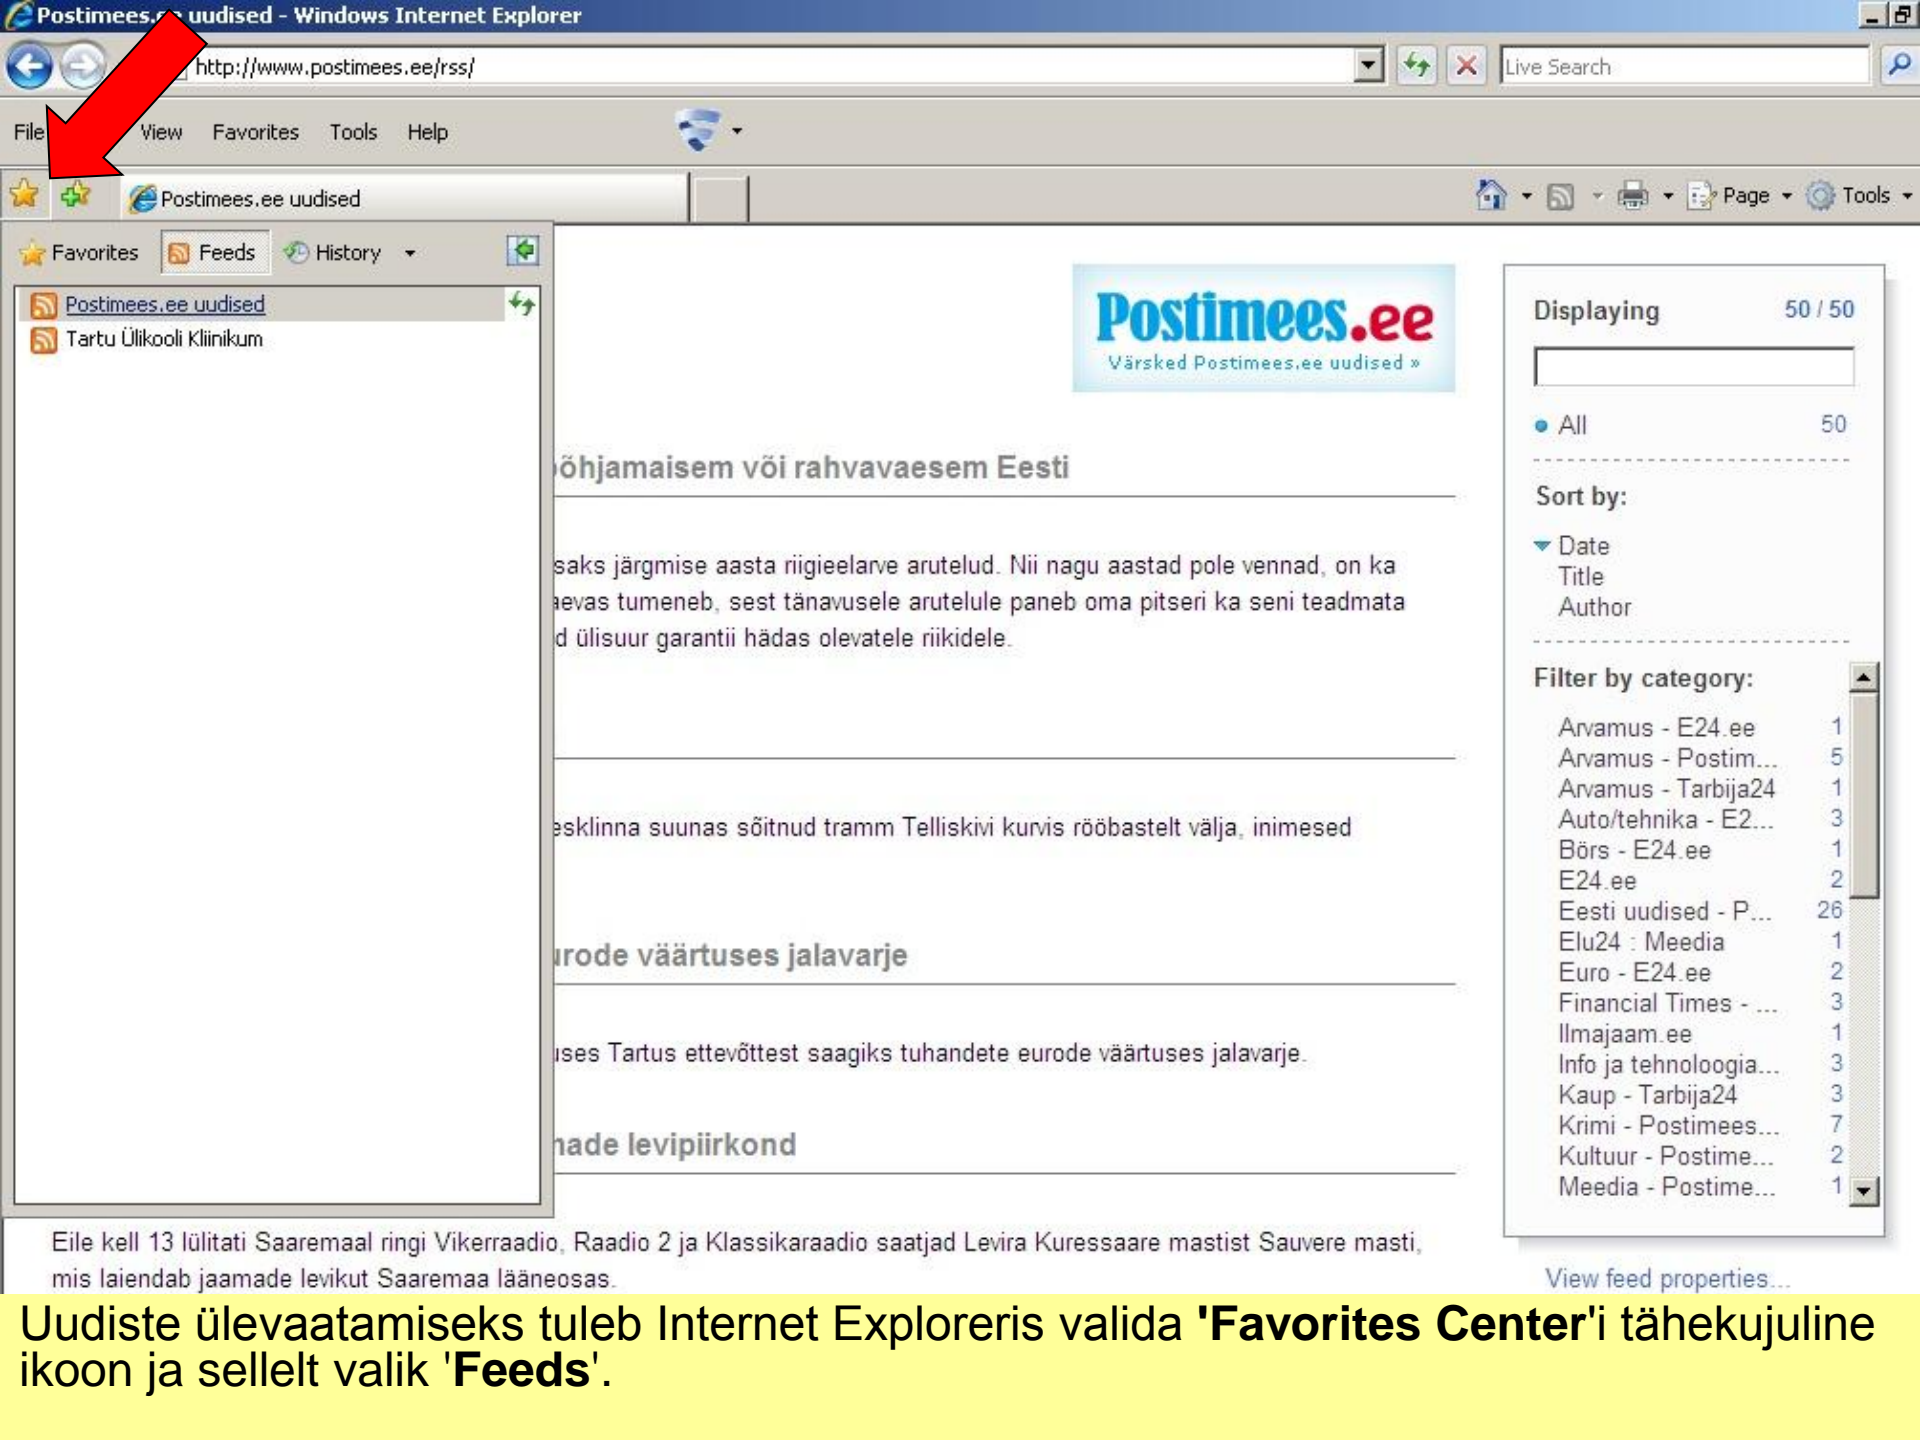 Postimees.ee uudised - Windows Internet Explorer
http://www.postimees.ee/rss/
Live Search
File View Favorites Tools Help
Postimees.ee uudised
Page Tools
Favorites Feeds History
Postimees.ee uudised
Tartu Ülikooli Kliinikum
Postimees.ee
Värsked Postimees.ee uudised »
õhjamaisem või rahvavaesem Eesti
saks järgmise aasta riigieelarve arutelud. Nii nagu aastad pole vennad, on ka
aevas tumeneb, sest tänavusele arutelule paneb oma pitseri ka seni teadmata
d ülisuur garantii hädas olevatele riikidele.
esklinna suunas sõitnud tramm Telliskivi kurvis rööbastelt välja, inimesed
urode väärtuses jalavarje
uses Tartus ettevõttest saagiks tuhandete eurode väärtuses jalavarje.
made levipiirkond
Eile kell 13 lülitati Saaremaal ringi Vikerraadio, Raadio 2 ja Klassikaraadio saatjad Levira Kuressaare mastist Sauvere masti,
mis laiendab jaamade levikut Saaremaa lääneosas.
Displaying 50 / 50
All 50
Sort by:
Date
Title
Author
Filter by category:
Arvamus - E24.ee 1
Arvamus - Postim... 5
Arvamus - Tarbija24 1
Auto/tehnika - E2... 3
Börs - E24.ee 1
E24.ee 2
Eesti uudised - P... 26
Elu24 : Meedia 1
Euro - E24.ee 2
Financial Times - ... 3
Ilmajaam.ee 1
Info ja tehnoloogia... 3
Kaup - Tarbija24 3
Krimi - Postimees... 7
Kultuur - Postime... 2
Meedia - Postime... 1
View feed properties...
Uudiste ülevaatamiseks tuleb Internet Exploreris valida 'Favorites Center'i tähekujuline
ikoon ja sellelt valik 'Feeds'.